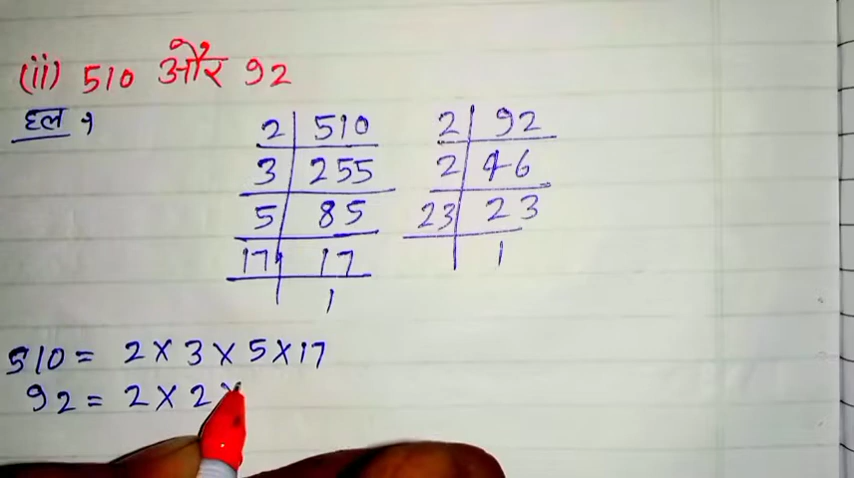 (ii) 510 और 92
हल
2 | 510
3 | 255
5 | 85
17 | 17
1
2 | 92
2 | 46
23 | 23
1
510 = 2 × 3 × 5 × 17
92 = 2 × 2 ×